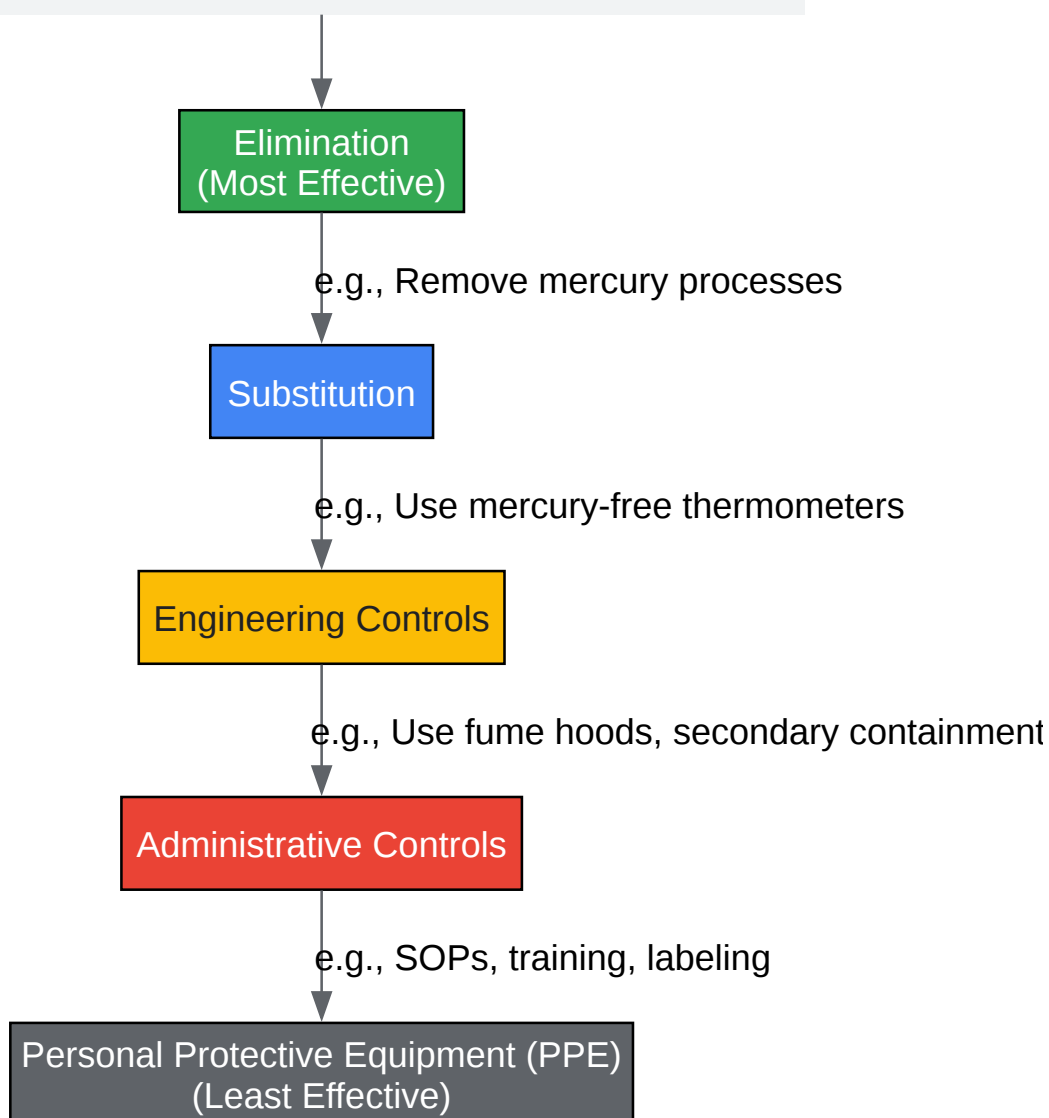 Elimination
(Most Effective)
e.g., Remove mercury processes
Substitution
e.g., Use mercury-free thermometers
Engineering Controls
e.g., Use fume hoods, secondary containment
Administrative Controls
e.g., SOPs, training, labeling
Personal Protective Equipment (PPE)
(Least Effective)